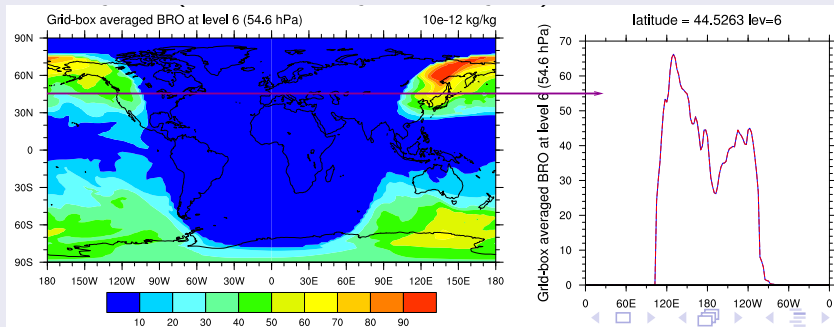 Grid-box averaged BRO at level 6 (54.6 hPa) 10e-12 kg/kg
90N
60N
30N
0
30S
60S
90S
180 150W 120W 90W 60W 30W 0 30E 60E 90E 120E 150E 180
10 20 30 40 50 60 70 80 90
latitude = 44.5263 lev=6
Grid-box averaged BRO at level 6 (54.6 hPa)
70
60
50
40
30
20
10
0
0 60E 120E 180 120W 60W 0